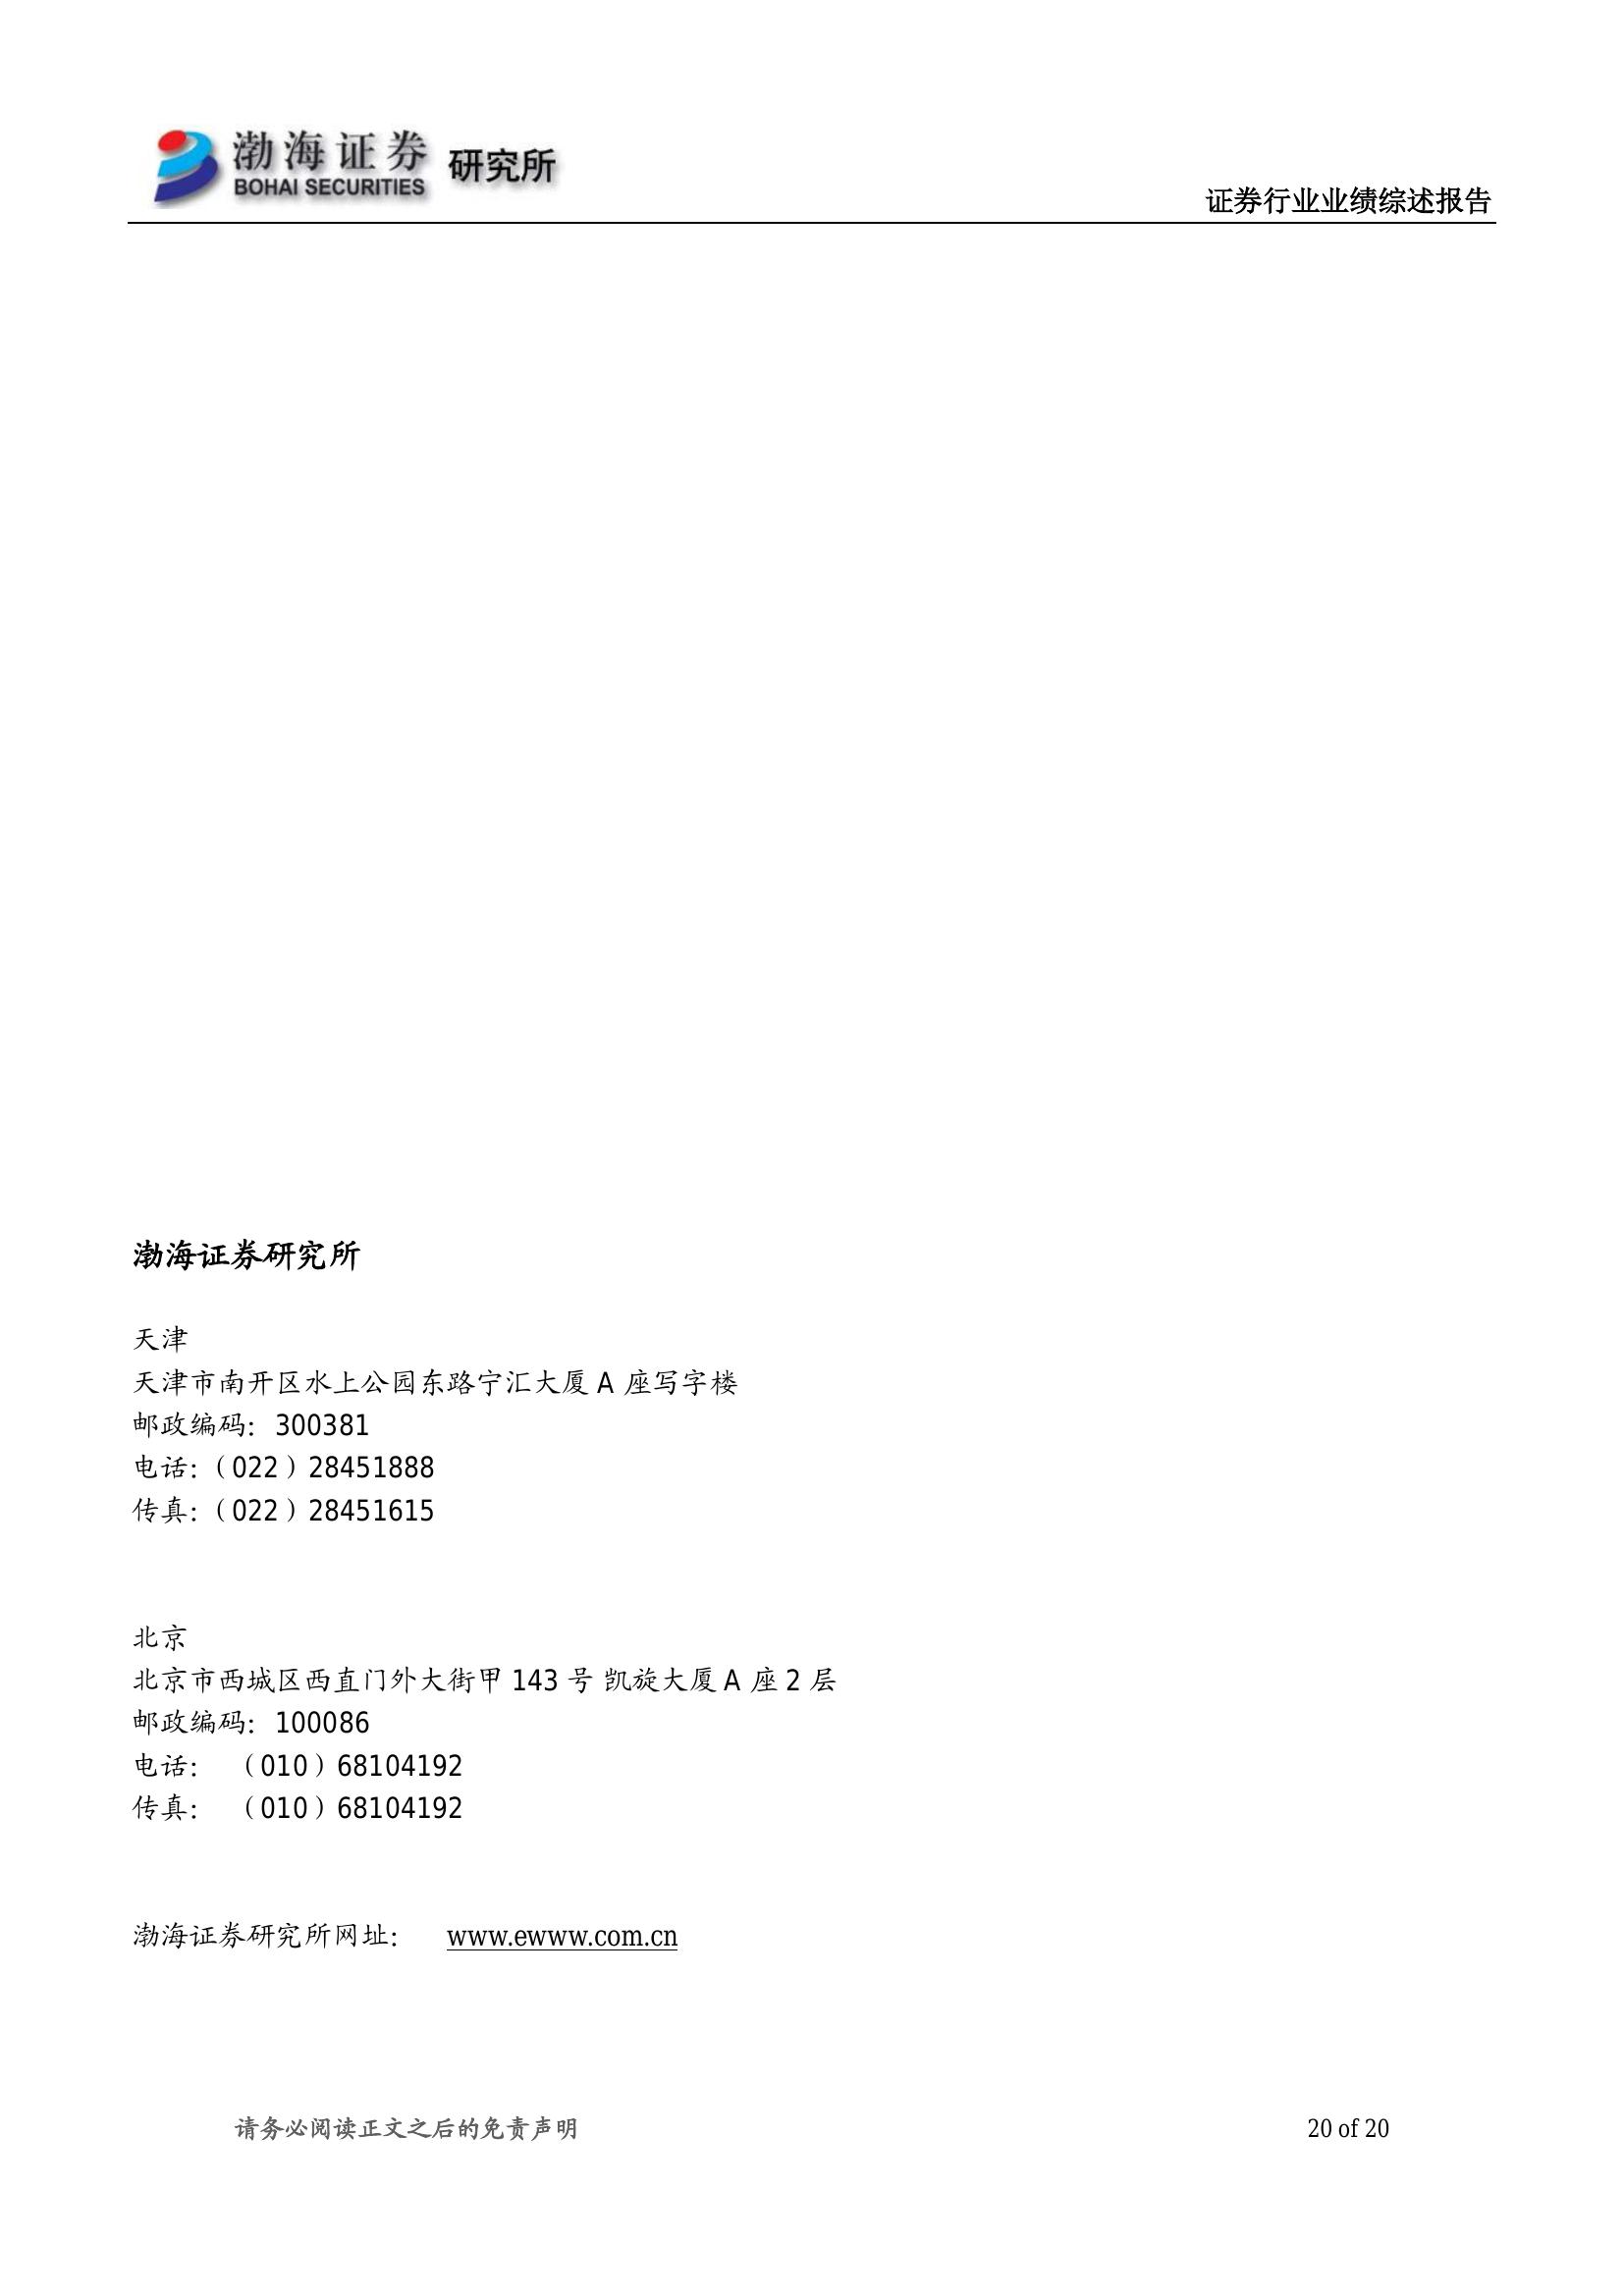 渤海证券
BOHAI SECURITIES
研究所
证券行业业绩综述报告
渤海证券研究所
天津
天津市南开区水上公园东路宁汇大厦 A 座写字楼
邮政编码：300381
电话：（022）28451888
传真：（022）28451615
北京
北京市西城区西直门外大街甲 143 号 凯旋大厦 A 座 2 层
邮政编码：100086
电话： （010）68104192
传真： （010）68104192
渤海证券研究所网址： www.ewww.com.cn
请务必阅读正文之后的免责声明 20 of 20